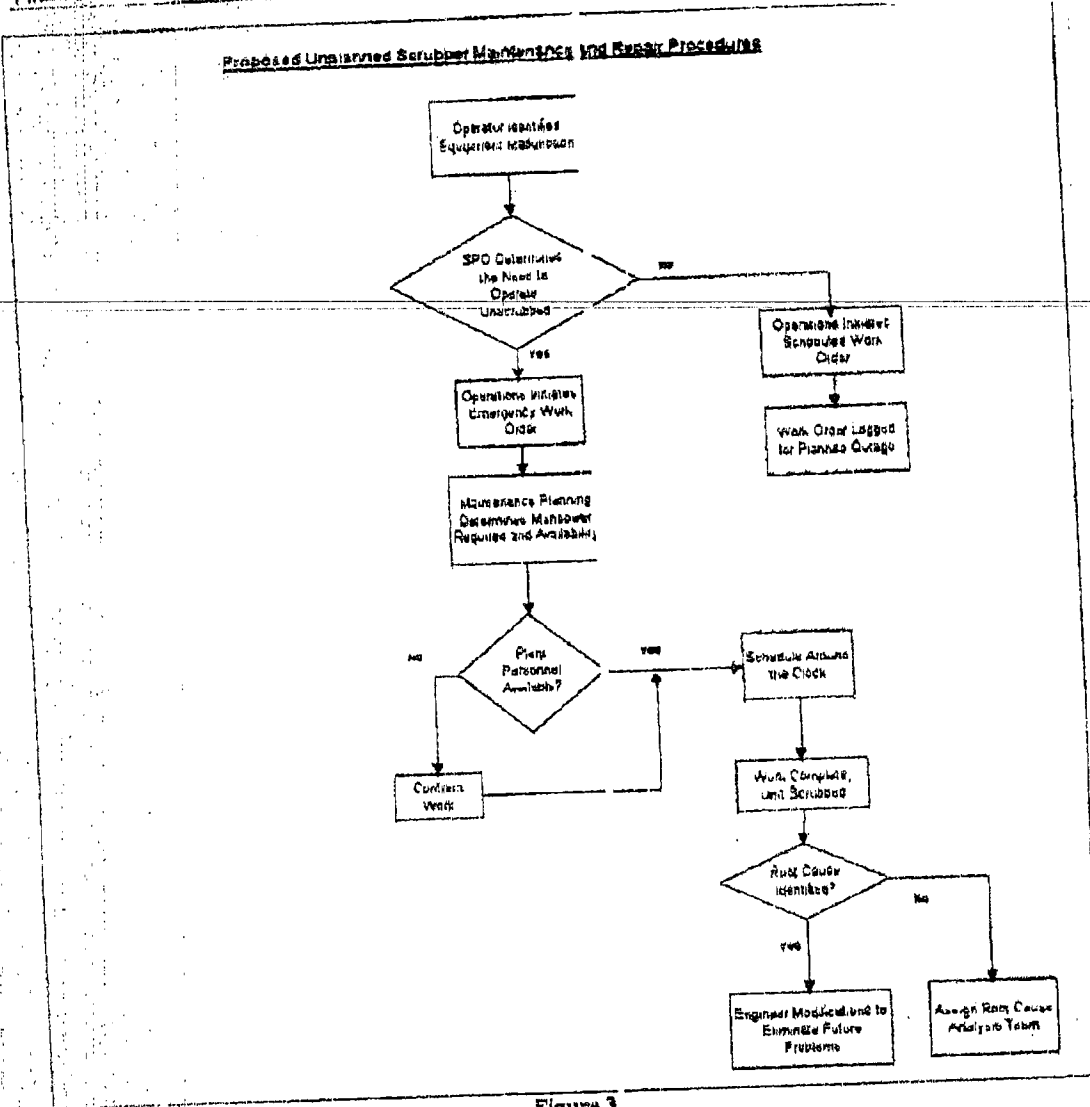 Proposed Unplanned Scrubber Maintenance and Repair Procedures
Operator Identifies
Equipment Malfunction
SPO Determines
the Need to
Operate
Unscrubbed
no
Yes
Operations Initiates
Scheduled Work
Order
Operations Initiates
Emergency Work
Order
Work Order Logged
for Planned Outage
Maintenance Planning
Determines Manpower
Required and Availability
Plant
Personnel
Available?
No
Yes
Schedule Around
the Clock
Contract
Work
Work Complete,
Unit Scrubbed
Root Cause
Identified?
No
Yes
Engineer Modifications to
Eliminate Future
Problems
Assign Root Cause
Analysis Team
Figure 3